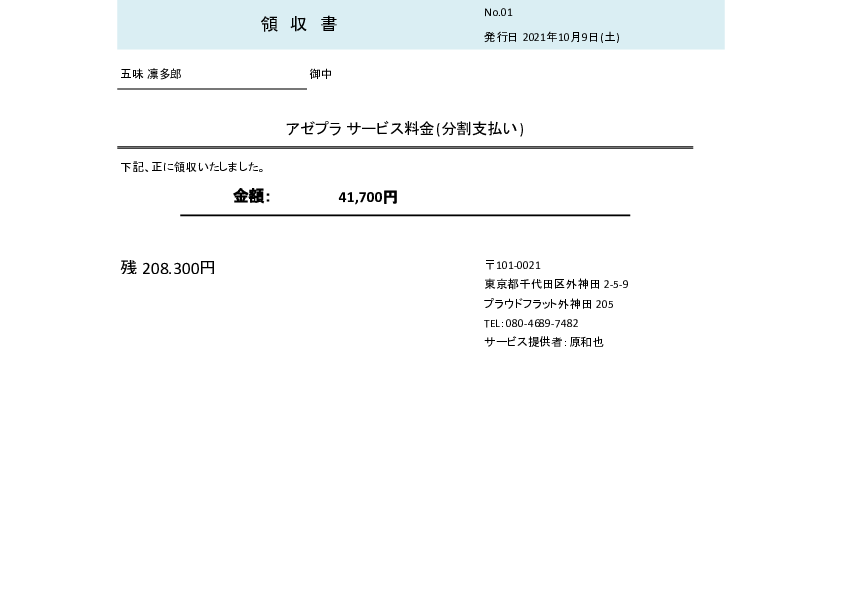 領 収 書
No.01
発行日 2021年10月9日(土)
五味 凛多郎 御中
アゼプラ サービス料金(分割支払い)
下記、正に領収いたしました。
金額: 41,700円
残 208.300円
〒101-0021
東京都千代田区外神田 2-5-9
プラウドフラット外神田 205
TEL: 080-4689-7482
サービス提供者: 原和也